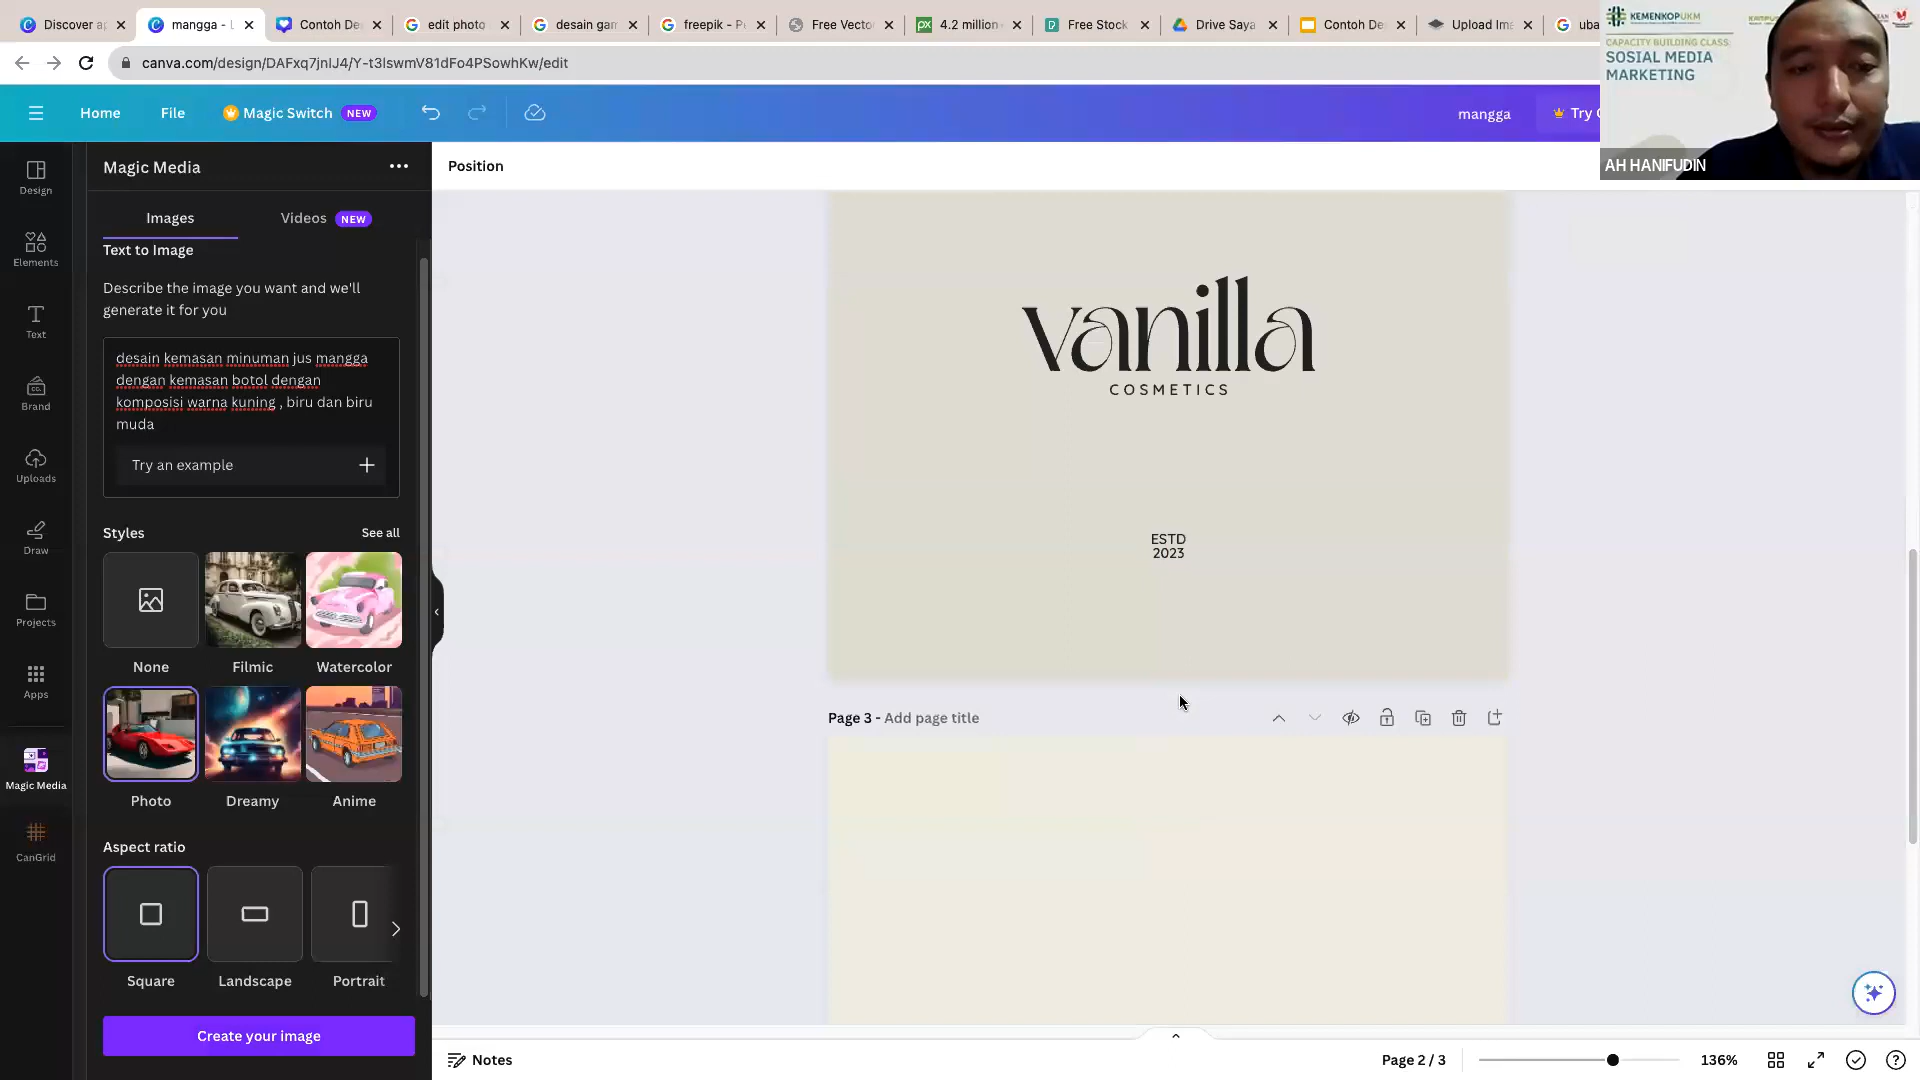 Discover ap
mangga - L
Contoh De
edit photo
desain gam
freepik - P
Free Vecto
4.2 million
Free Stock
Drive Saya
Contoh De
Upload Im
uba
canva.com/design/DAFxq7jnlJ4/Y-t3lswmV81dFo4PSowhKw/edit
KEMENKOPUKM
CAPACITY BUILDING CLASS:
SOSIAL MEDIA
MARKETING
AH HANIFUDIN
Home
File
Magic Switch
NEW
mangga
Try
Design
Elements
Text
Brand
Uploads
Draw
Projects
Apps
Magic Media
CanGrid
Magic Media
Images
Videos NEW
Text to Image
Describe the image you want and we'll
generate it for you
desain kemasan minuman jus mangga
dengan kemasan botol dengan
komposisi warna kuning , biru dan biru
muda
Try an example
Styles
See all
None
Filmic
Watercolor
Photo
Dreamy
Anime
Aspect ratio
Square
Landscape
Portrait
Create your image
Position
vanilla
COSMETICS
ESTD
2023
Page 3 - Add page title
Notes
Page 2 / 3
136%